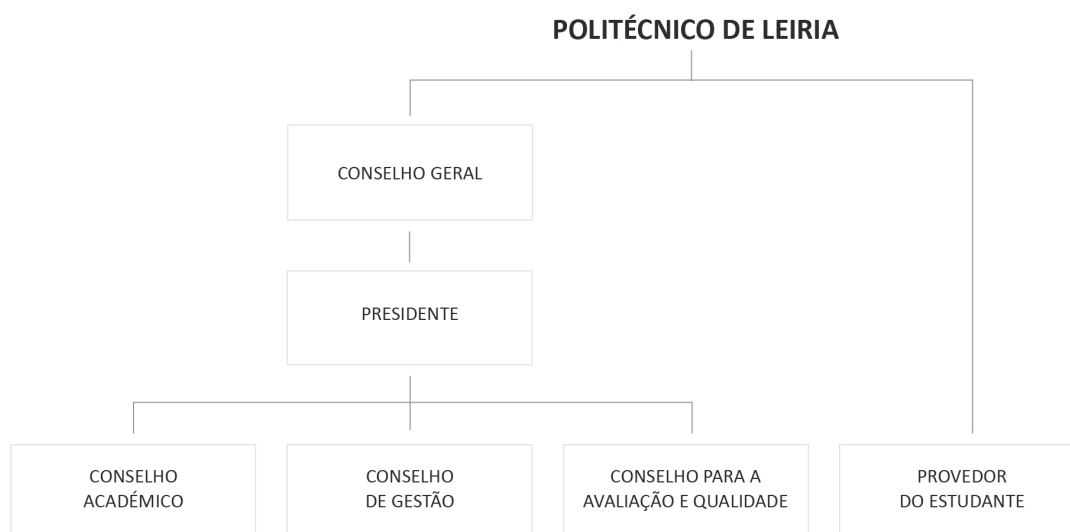 POLITÉCNICO DE LEIRIA
CONSELHO GERAL
PRESIDENTE
CONSELHO
ACADÉMICO
CONSELHO
DE GESTÃO
CONSELHO PARA A
AVALIAÇÃO E QUALIDADE
PROVEDOR
DO ESTUDANTE